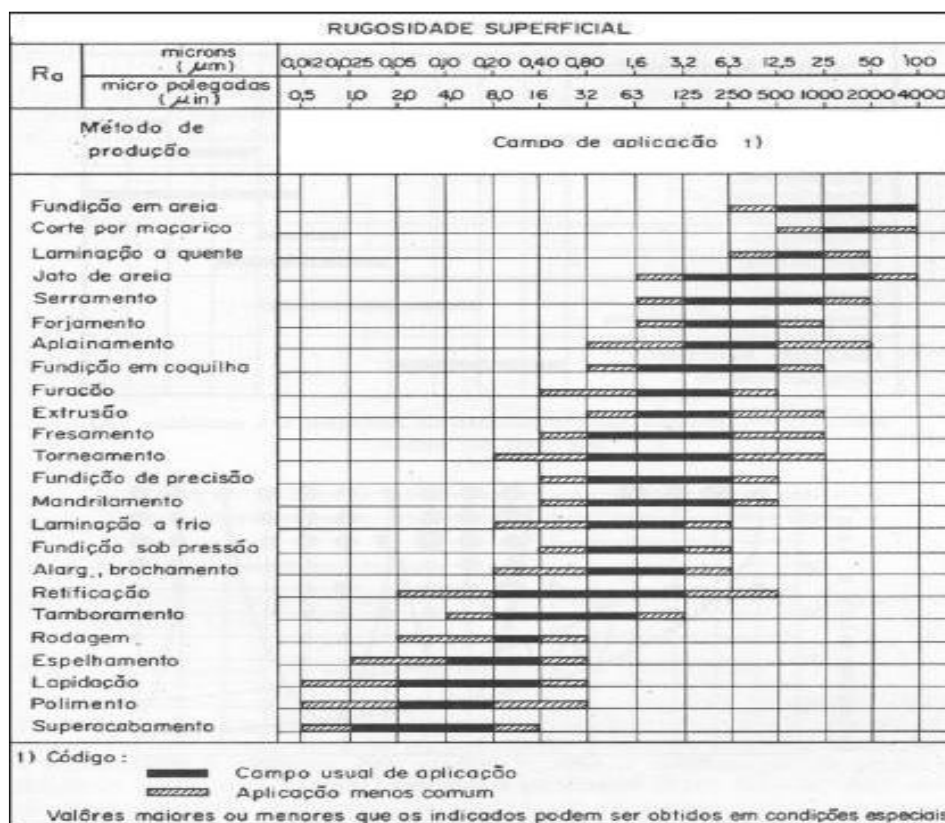 RUGOSIDADE SUPERFICIAL
Ra
microns (μm)
0,012 0,025 0,05 0,10 0,20 0,40 0,80 1,6 3,2 6,3 12,5 25 50 100
micro polegadas (μin)
0,5 1,0 2,0 4,0 8,0 16 32 63 125 250 500 1000 2000 4000
Método de produção
Campo de aplicação 1)
Fundição em areia
Corte por maçarico
Laminação a quente
Jato de areia
Serramento
Forjamento
Aplainamento
Fundição em coquilha
Furacão
Extrusão
Fresamento
Torneamento
Fundição de precisão
Mandrilamento
Laminação a frio
Fundição sob pressão
Alarg., brochamento
Retificação
Tamboramento
Rodagem
Espelhamento
Lapidação
Polimento
Superacabamento
1) Código :
Campo usual de aplicação
Aplicação menos comum
Valôres maiores ou menores que os indicados podem ser obtidos em condições especiais